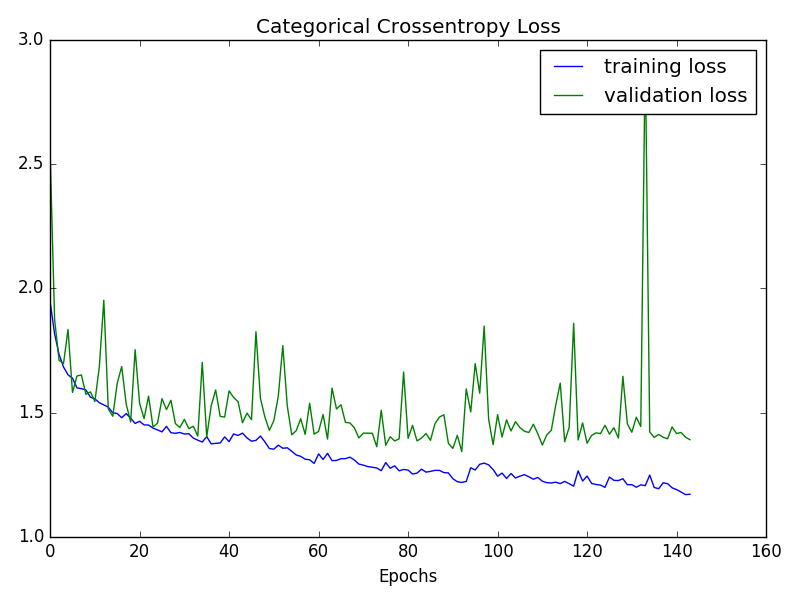 Categorical Crossentropy Loss
3.0
training loss
validation loss
2.5
2.0
1.5
1.0
0 20 40 60 80 100 120 140 160
Epochs